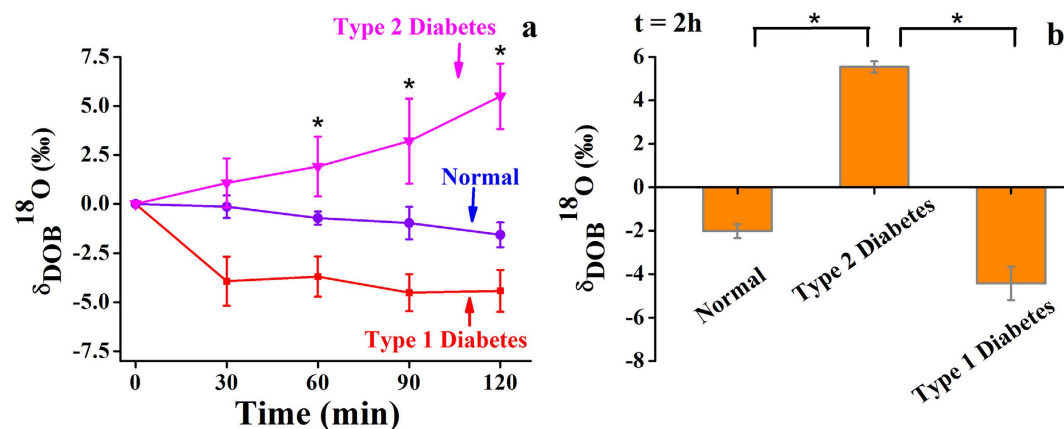 a
Type 2 Diabetes
*
*
*
Normal
Type 1 Diabetes
7.5
5.0
2.5
0.0
-2.5
-5.0
-7.5
δDOB18O (‰)
0 30 60 90 120
Time (min)
t = 2h
b
*
*
6
4
2
0
-2
-4
-6
-8
δDOB18O (‰)
Normal
Type 2 Diabetes
Type 1 Diabetes